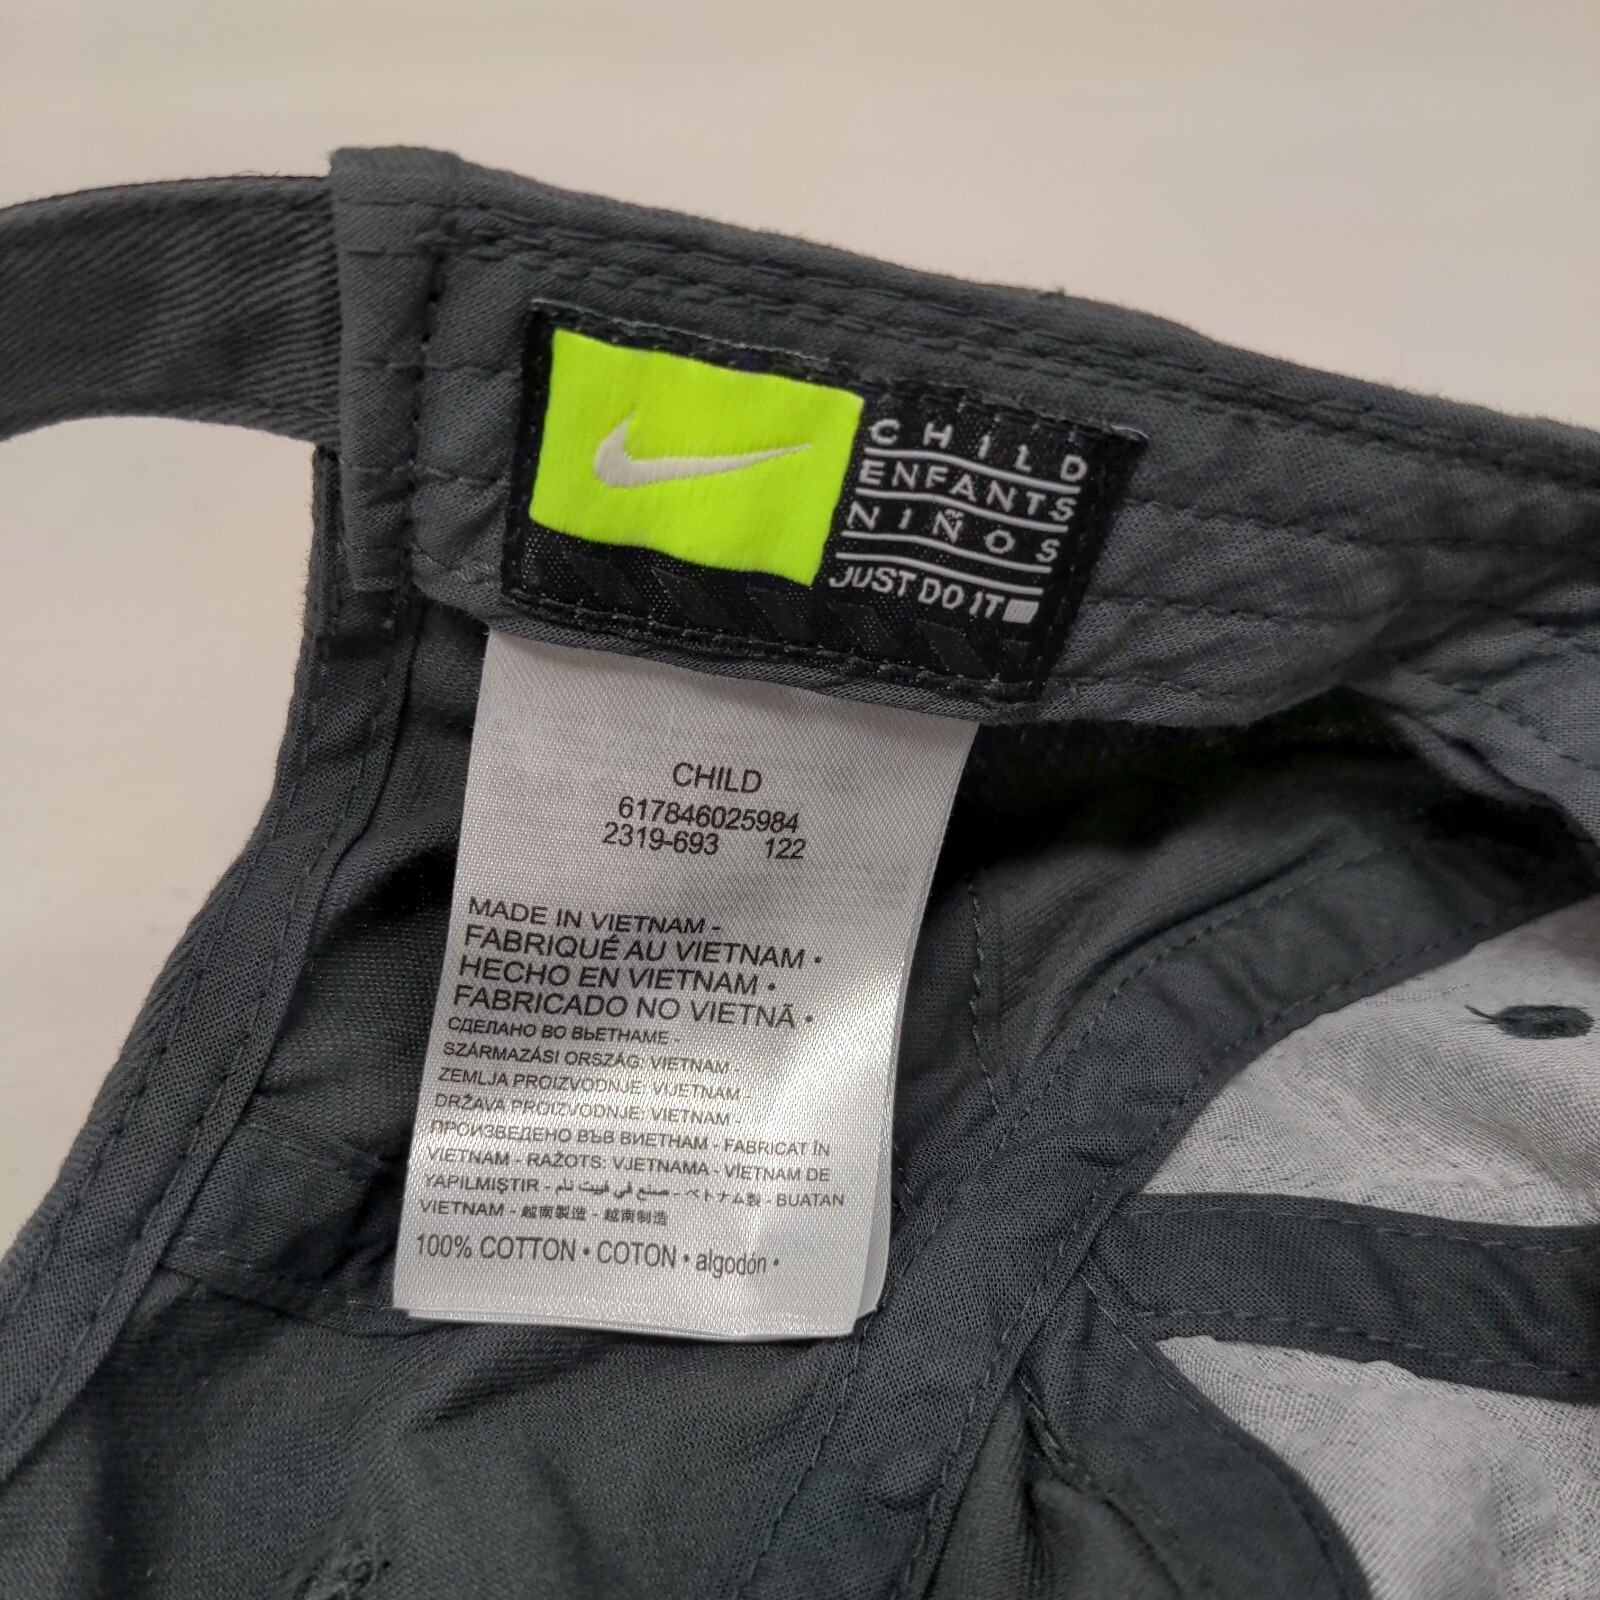 CHILD
ENFANTS
NIÑOS
JUST DO IT
CHILD
617846025984
2319-693 122
MADE IN VIETNAM -
FABRIQUÉ AU VIETNAM •
HECHO EN VIETNAM •
FABRICADO NO VIETNÃ •
СДЕЛАНО ВО ВЬЕТНАМЕ -
SZÁRMAZÁSI ORSZÁG: VIETNAM
ZEMLJA PROIZVODNJE: VIJETNAM -
DRŽAVA PROIZVODNJE: VIETNAM -
ПРОИЗВЕДЕНО ВЪВ ВИЕТНАМ - FABRICAT ÎN
VIETNAM - RAŽOTS: VJETNAMA - VİETNAM DE
YAPILMIŞTIR - صنع في فييت نام - ベトナム製 - BUATAN
VIETNAM - 越南製造 - 越南制造
100% COTTON • COTON • algodón •